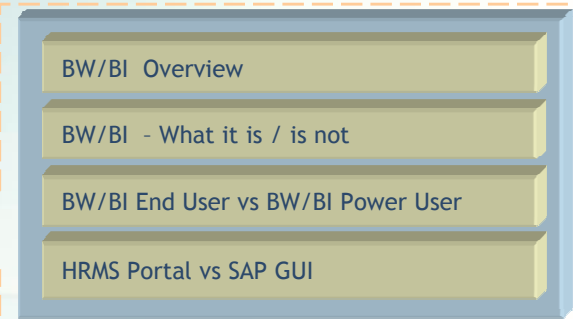 BW/BI Overview
BW/BI – What it is / is not
BW/BI End User vs BW/BI Power User
HRMS Portal vs SAP GUI